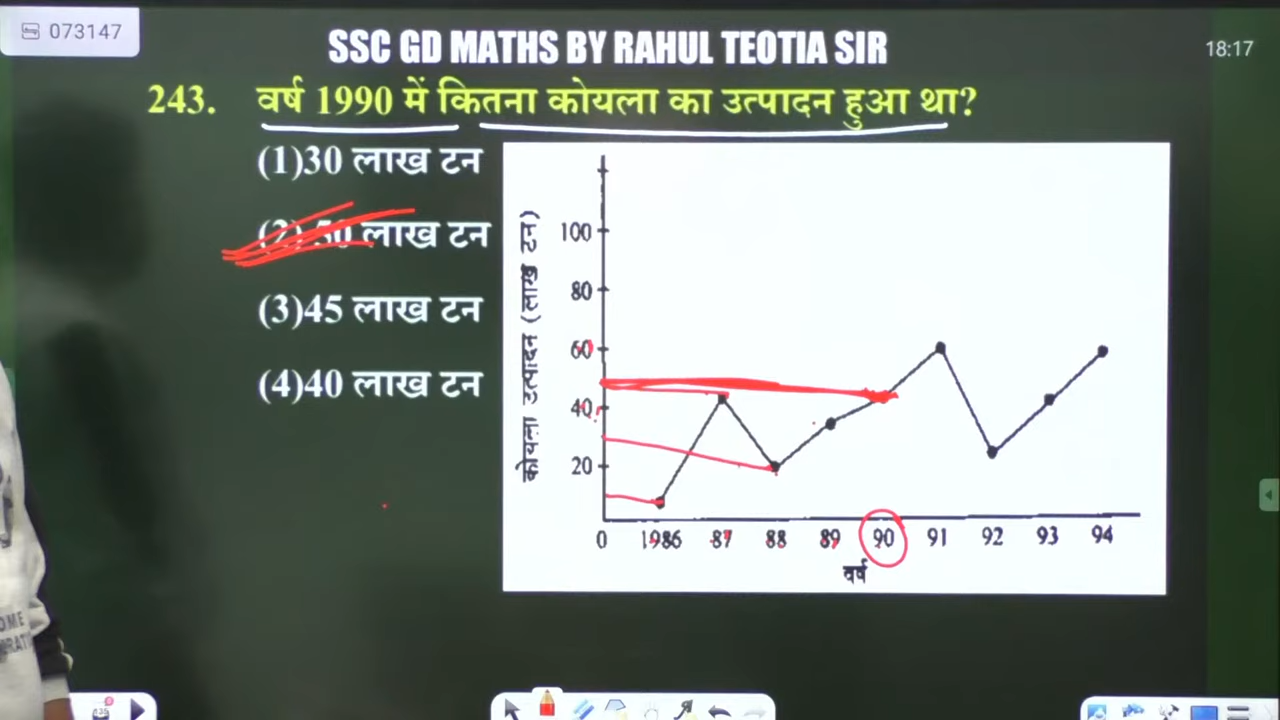 073147
SSC GD MATHS BY RAHUL TEOTIA SIR
18:17
243. वर्ष 1990 में कितना कोयला का उत्पादन हुआ था?
(1)30 लाख टन
(2) 50 लाख टन
(3)45 लाख टन
(4)40 लाख टन
कोयला उत्पादन (लाख टन)
100
80
60
40
20
0 1986 87 88 89 90 91 92 93 94
वर्ष